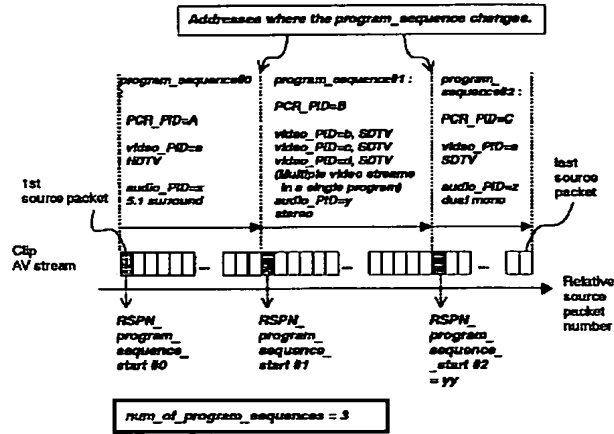 Addresses where the program_sequence changes.
program_sequence#0
PCR_PID=A
video_PID=a
HDTV
audio_PID=x
5.1 surround
program_sequence#1 :
PCR_PID=B
video_PID=b, SDTV
video_PID=c, SDTV
video_PID=d, SDTV
(Multiple video streams
in a single program)
audio_PID=y
stereo
program_
sequence#2 :
PCR_PID=C
video_PID=e
SDTV
audio_PID=z
dual mono
1st
source packet
last
source
packet
Clip
AV stream
...
...
...
Relative
source
packet
number
RSPN_
program_
sequence_
start #0
RSPN_
program_
sequence_
start #1
RSPN_
program_
sequence_
_start #2
= yy
num_of_program_sequences = 3